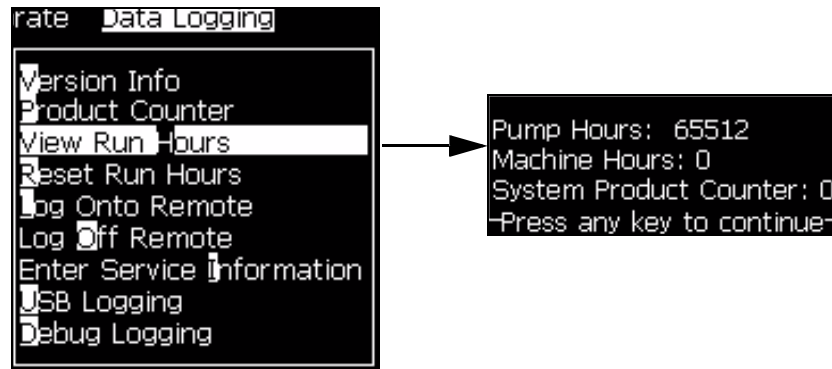 rate Data Logging
Version Info
Product Counter
View Run Hours
Reset Run Hours
Log Onto Remote
Log Off Remote
Enter Service Information
USB Logging
Debug Logging
Pump Hours: 65512
Machine Hours: 0
System Product Counter: 0
Press any key to continue